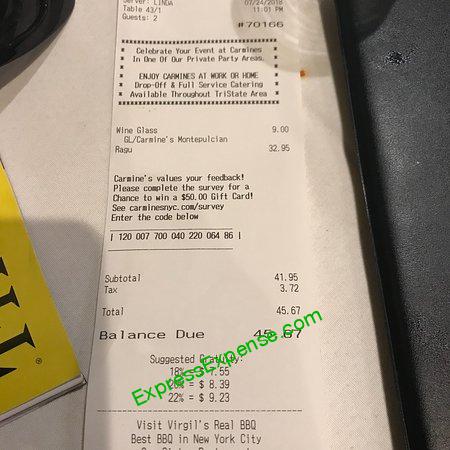 Server: LINDA 07/24/2018
Table 43/1 11:01 PM
Guests: 2
#70166
************************************
* Celebrate Your Event at Carmines *
* In One Of Our Private Party Areas. *
* ENJOY CARMINES AT WORK OR HOME *
* Drop-Off & Full Service Catering *
* Available Throughout TriState Area *
************************************
Wine Glass 9.00
GL/Carmine's Montepulcian
Ragu 32.95
Carmine's values your feedback!
Please complete the survey for a
Chance to win a $50.00 Gift Card!
See carminesnyc.com/survey
Enter the code below
| 120 007 700 040 220 064 86 |
Subtotal 41.95
Tax 3.72
Total 45.67
Balance Due 45.67
Suggested Gratuity:
18% = $ 7.55
20% = $ 8.39
22% = $ 9.23
Visit Virgil's Real BBQ
Best BBQ in New York City
ExpressExpense.com